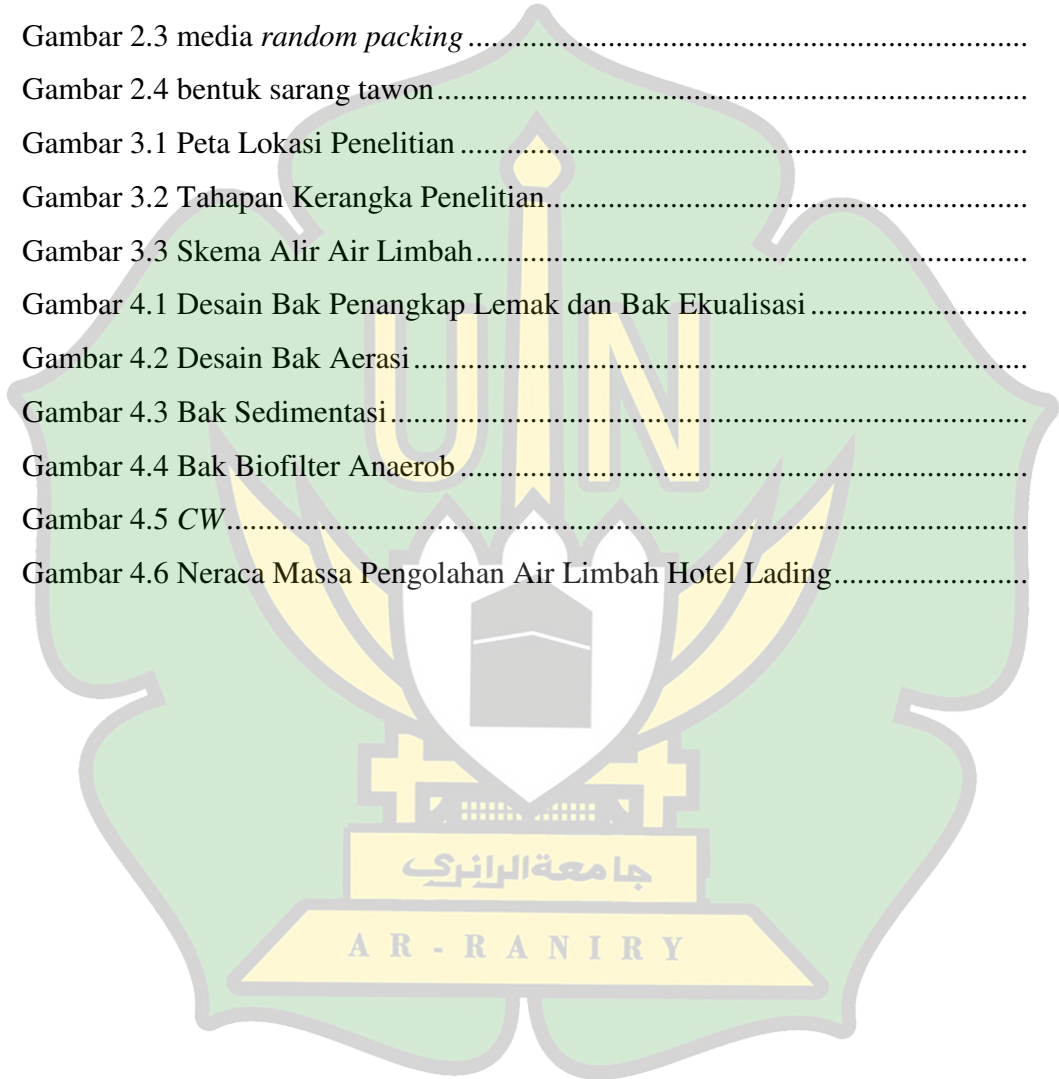 Gambar 2.3 media random packing ....................................................................................
Gambar 2.4 bentuk sarang tawon ....................................................................................
Gambar 3.1 Peta Lokasi Penelitian ....................................................................................
Gambar 3.2 Tahapan Kerangka Penelitian ....................................................................................
Gambar 3.3 Skema Alir Air Limbah ....................................................................................
Gambar 4.1 Desain Bak Penangkap Lemak dan Bak Ekualisasi ................................
Gambar 4.2 Desain Bak Aerasi ....................................................................................
Gambar 4.3 Bak Sedimentasi ....................................................................................
Gambar 4.4 Bak Biofilter Anaerob ....................................................................................
Gambar 4.5 CW ....................................................................................
Gambar 4.6 Neraca Massa Pengolahan Air Limbah Hotel Lading ............................
UIN
جامعة الرانري
AR-RANIRY